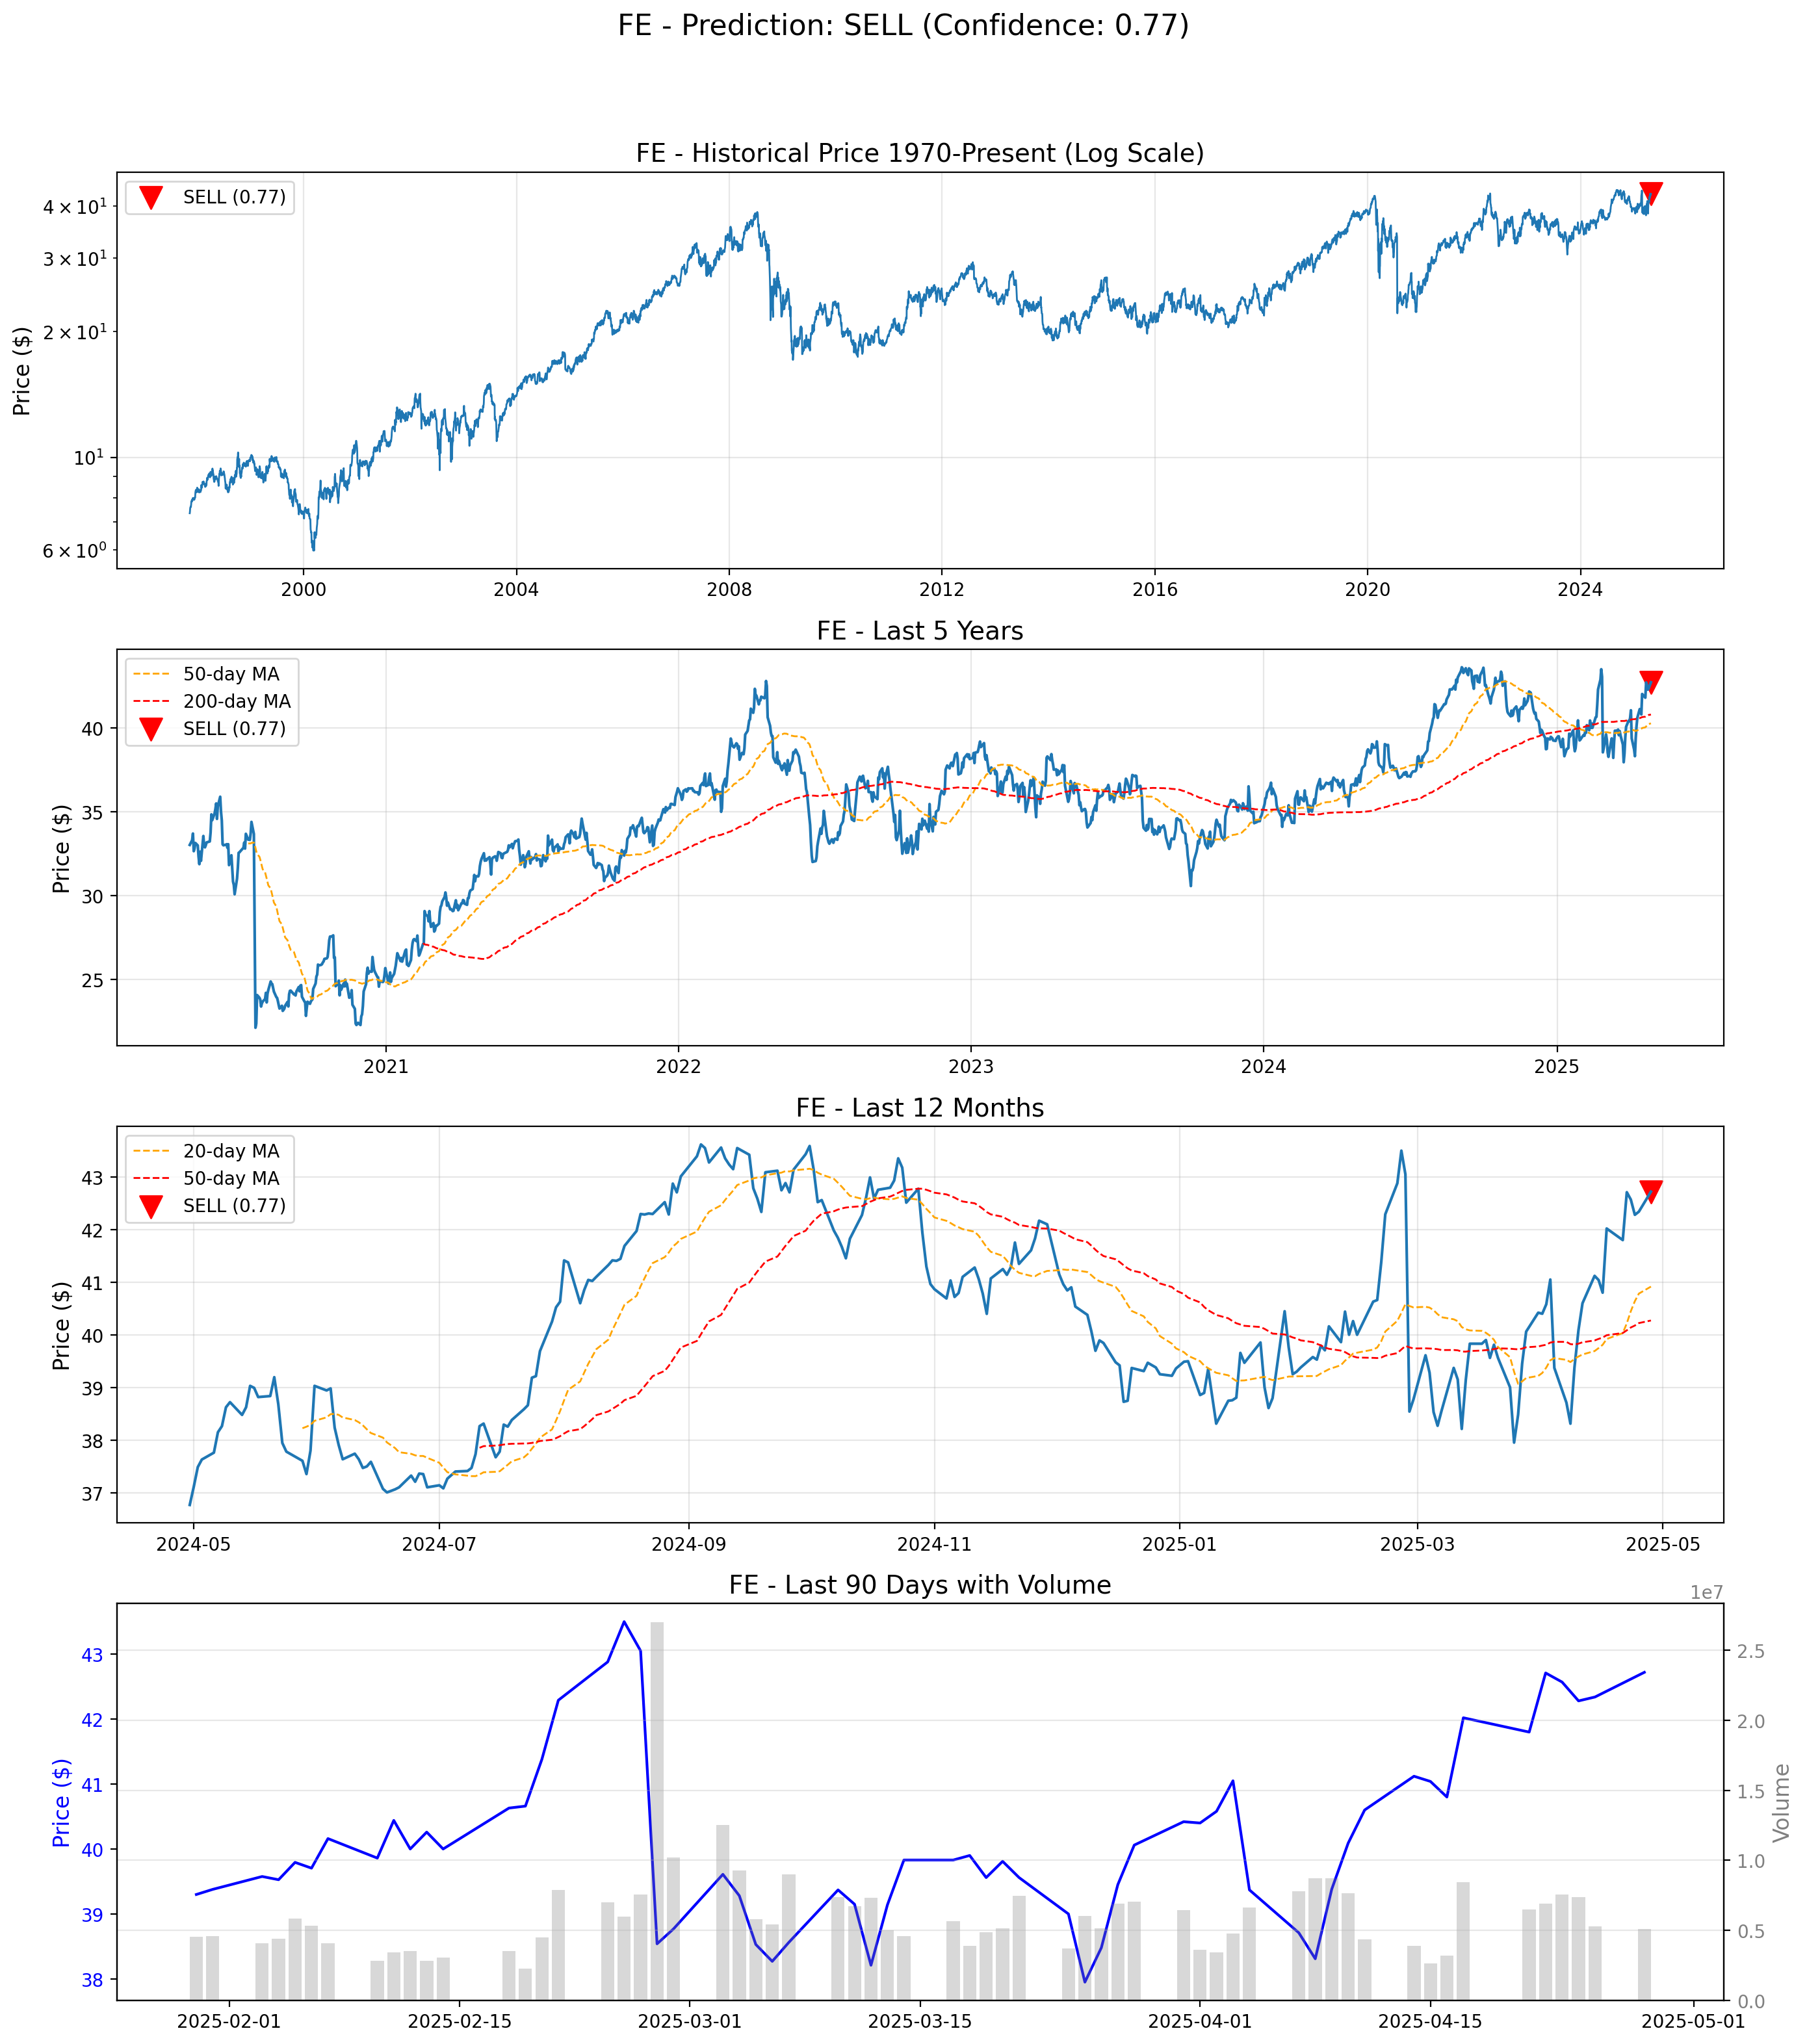 FE - Prediction: SELL (Confidence: 0.77)
FE - Historical Price 1970-Present (Log Scale)
SELL (0.77)
Price ($)
4 × 10¹
3 × 10¹
2 × 10¹
10¹
6 × 10⁰
2000 2004 2008 2012 2016 2020 2024
FE - Last 5 Years
50-day MA
200-day MA
SELL (0.77)
Price ($)
40
35
30
25
2021 2022 2023 2024 2025
FE - Last 12 Months
20-day MA
50-day MA
SELL (0.77)
Price ($)
43
42
41
40
39
38
37
2024-05 2024-07 2024-09 2024-11 2025-01 2025-03 2025-05
FE - Last 90 Days with Volume
1e7
Price ($)
43
42
41
40
39
38
2.5
2.0
1.5
1.0
0.5
0.0
Volume
2025-02-01 2025-02-15 2025-03-01 2025-03-15 2025-04-01 2025-04-15 2025-05-01